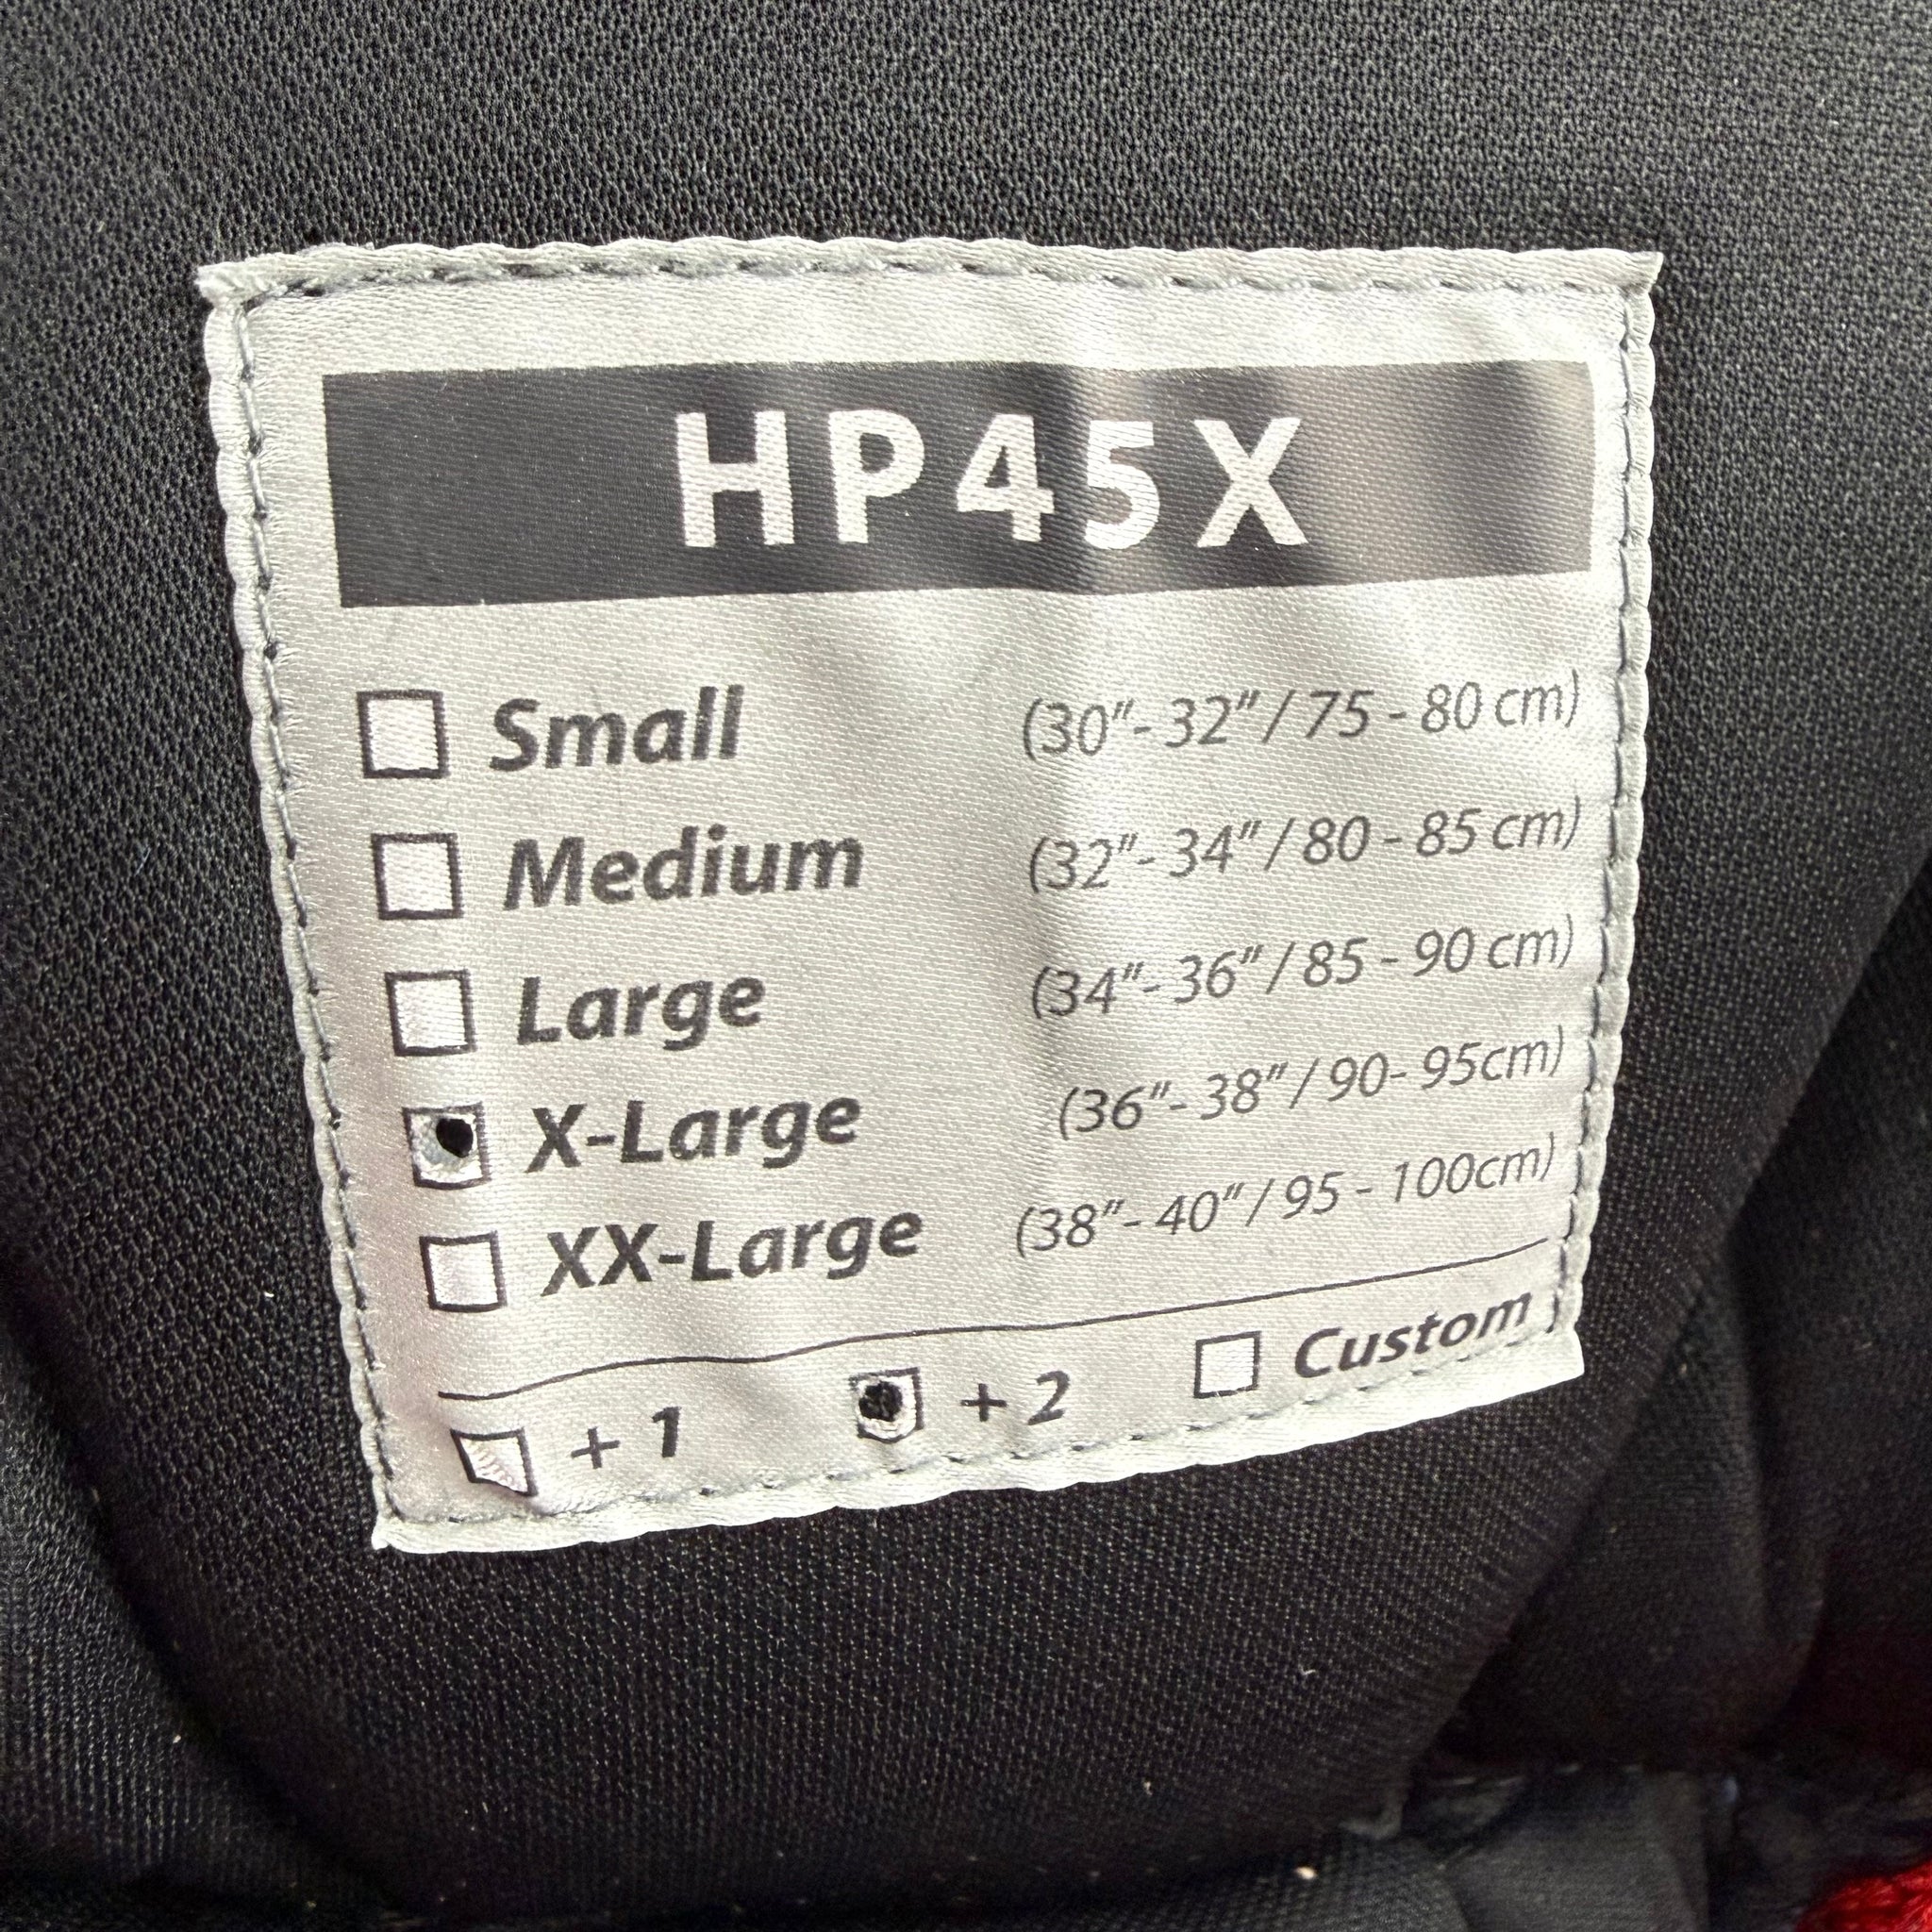 HP45X
Small (30"- 32" / 75 - 80 cm)
Medium (32"- 34" / 80 - 85 cm)
Large (34"- 36" / 85 - 90 cm)
X-Large (36"- 38" / 90- 95cm)
XX-Large (38"- 40" / 95 - 100cm)
+ 1 + 2 Custom